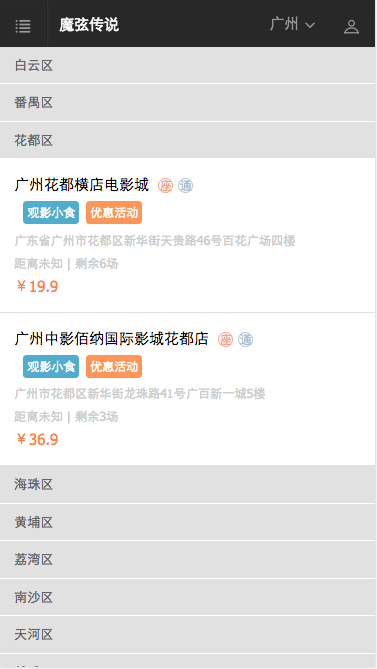 魔弦传说 广州
白云区
番禺区
花都区
广州花都横店电影城 座 通
观影小食 优惠活动
广东省广州市花都区新华街天贵路46号百花广场四楼
距离未知 | 剩余6场
￥19.9
广州中影佰纳国际影城花都店 座 通
观影小食 优惠活动
广州市花都区新华街龙珠路41号广百新一城5楼
距离未知 | 剩余3场
￥36.9
海珠区
黄埔区
荔湾区
南沙区
天河区